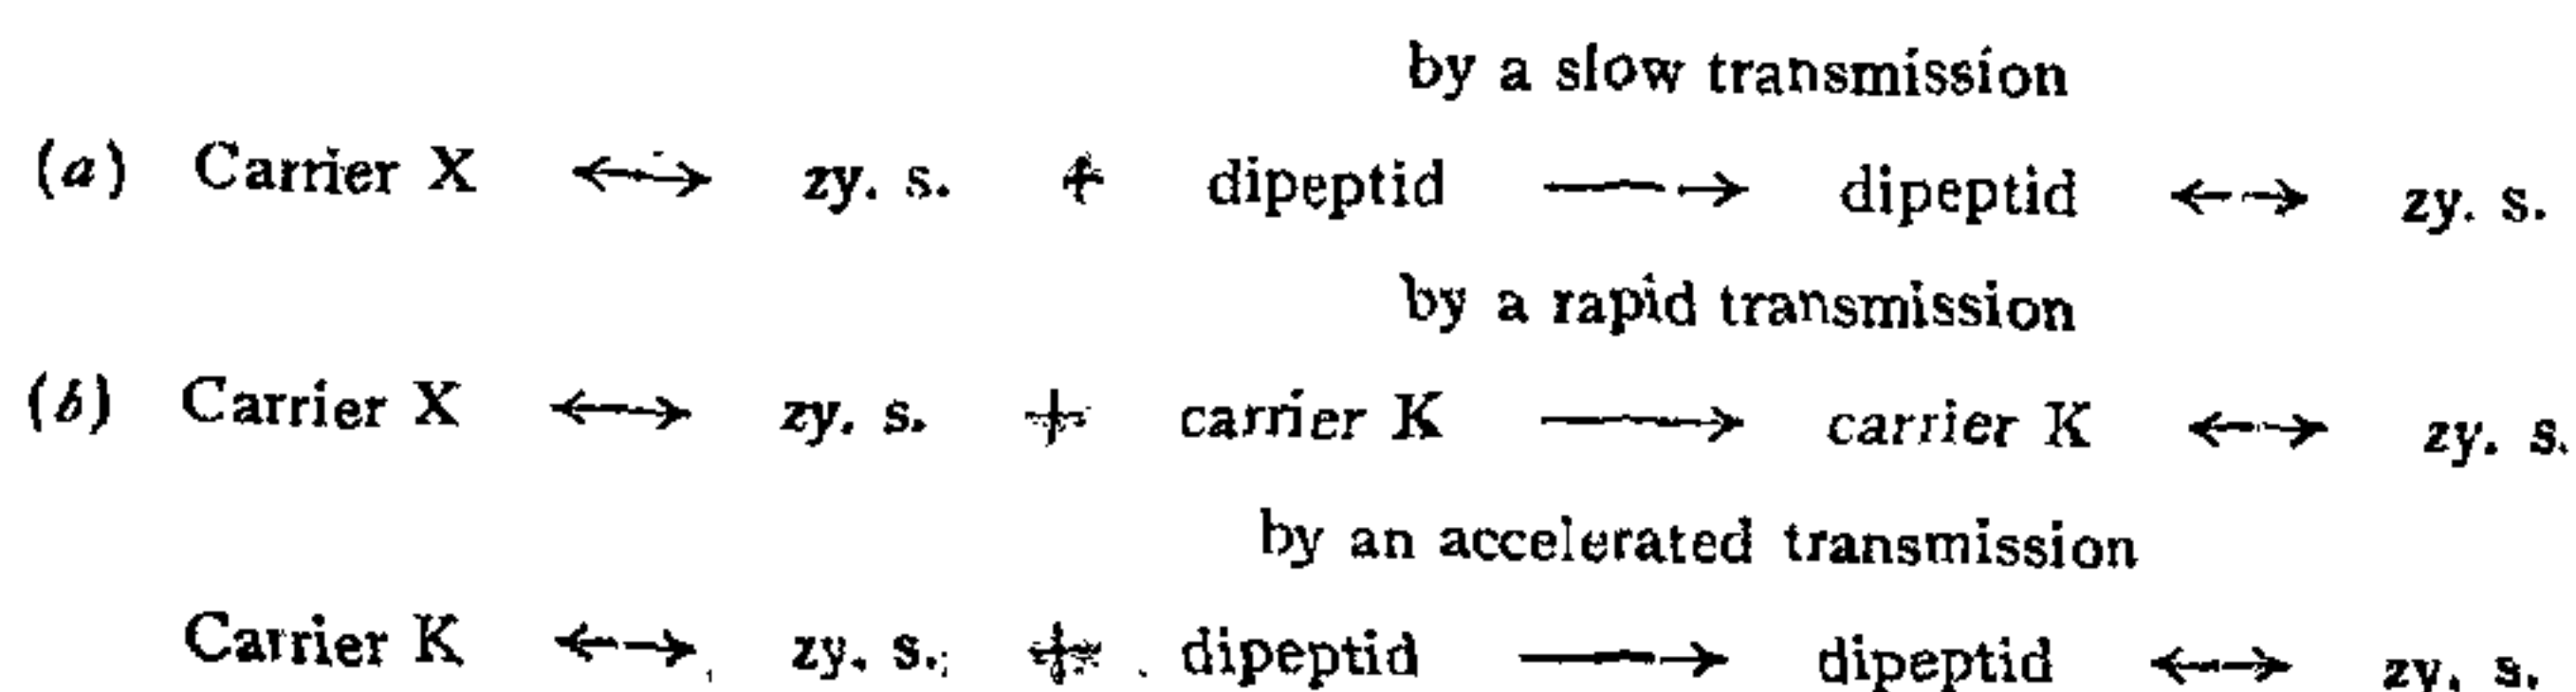 by a slow transmission
(a) Carrier X ⟷ zy. s. + dipeptid ⟶ dipeptid ⟷ zy. s.
by a rapid transmission
(b) Carrier X ⟷ zy. s. + carrier K ⟶ carrier K ⟷ zy. s.
by an accelerated transmission
Carrier K ⟷ zy. s. + dipeptid ⟶ dipeptid ⟷ zy. s.